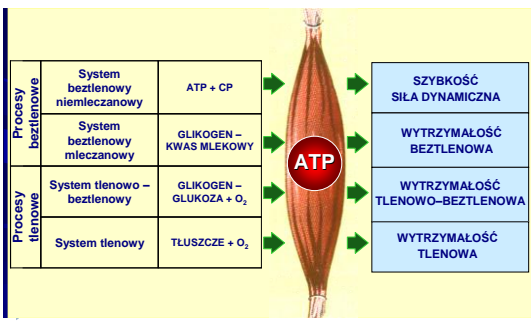 Procesy
beztlenowe
System
beztlenowy
niemleczanowy
ATP + CP
SZYBKOŚĆ
SIŁA DYNAMICZNA
System
beztlenowy
mleczanowy
GLIKOGEN –
KWAS MLEKOWY
WYTRZYMAŁOŚĆ
BEZTLENOWA
ATP
Procesy
tlenowe
System tlenowo –
beztlenowy
GLIKOGEN –
GLUKOZA + O₂
WYTRZYMAŁOŚĆ
TLENOWO–BEZTLENOWA
System tlenowy
TŁUSZCZE + O₂
WYTRZYMAŁOŚĆ
TLENOWA